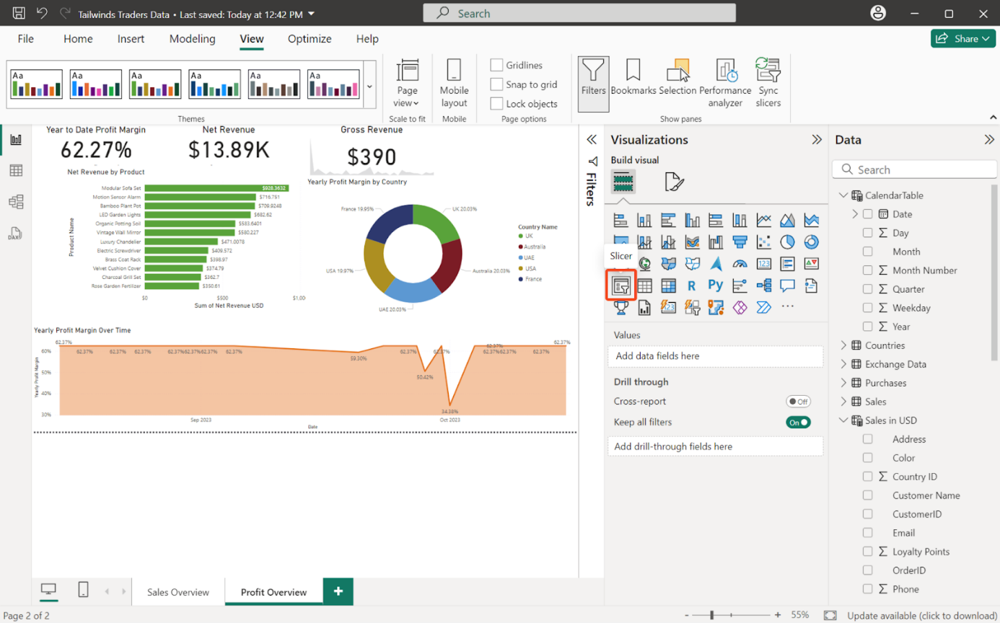 Tailwinds Traders Data • Last saved: Today at 12:42 PM
Search
File Home Insert Modeling View Optimize Help
Share
Aa Aa Aa Aa Aa Aa
Themes
Page view
Scale to fit
Mobile layout
Mobile
Gridlines
Snap to grid
Lock objects
Page options
Filters
Bookmarks
Selection
Performance analyzer
Sync slicers
Show panes
DAX
Year to Date Profit Margin
62.27%
Net Revenue
$13.89K
Gross Revenue
$390
Net Revenue by Product
Product Name
Modular Sofa Set $928.3632
Motion Sensor Alarm $716.751
Bamboo Plant Pot $709.9248
LED Garden Lights $682.62
Organic Potting Soil $583.6401
Vintage Wall Mirror $580.227
Luxury Chandelier $471.0078
Electric Screwdriver $409.572
Brass Coat Rack $398.97
Velvet Cushion Cover $374.79
Charcoal Grill Set $362.7
Rose Garden Fertilizer $350.61
$0 $500 $1,00
Sum of Net Revenue USD
Yearly Profit Margin by Country
France 19.95%
UK 20.03%
USA 19.97%
Australia 20.03%
UAE 20.03%
Country Name
UK
Australia
UAE
USA
France
Yearly Profit Margin Over Time
Yearly Profit Margin
60%
50%
40%
30%
62.37% 62.37%
62.37% 62.37% 62.37% 62.37%62.37%62.37% 62.37% 59.30% 62.37% 50.42% 62.37% 34.38% 62.37% 62.37%62.37% 62.37%
Sep 2023 Oct 2023
Date
Filters
Visualizations
Build visual
Slicer
123
R Py
123
...
Values
Add data fields here
Drill through
Cross-report Off
Keep all filters On
Add drill-through fields here
Data
Search
CalendarTable
Date
Σ Day
Month
Σ Month Number
Σ Quarter
Σ Weekday
Σ Year
Countries
Exchange Data
Purchases
Sales
Sales in USD
Address
Color
Σ Country ID
Customer Name
CustomerID
Email
Σ Loyalty Points
OrderID
Σ Phone
Sales Overview Profit Overview +
Page 2 of 2
- + 55%
Update available (click to download)